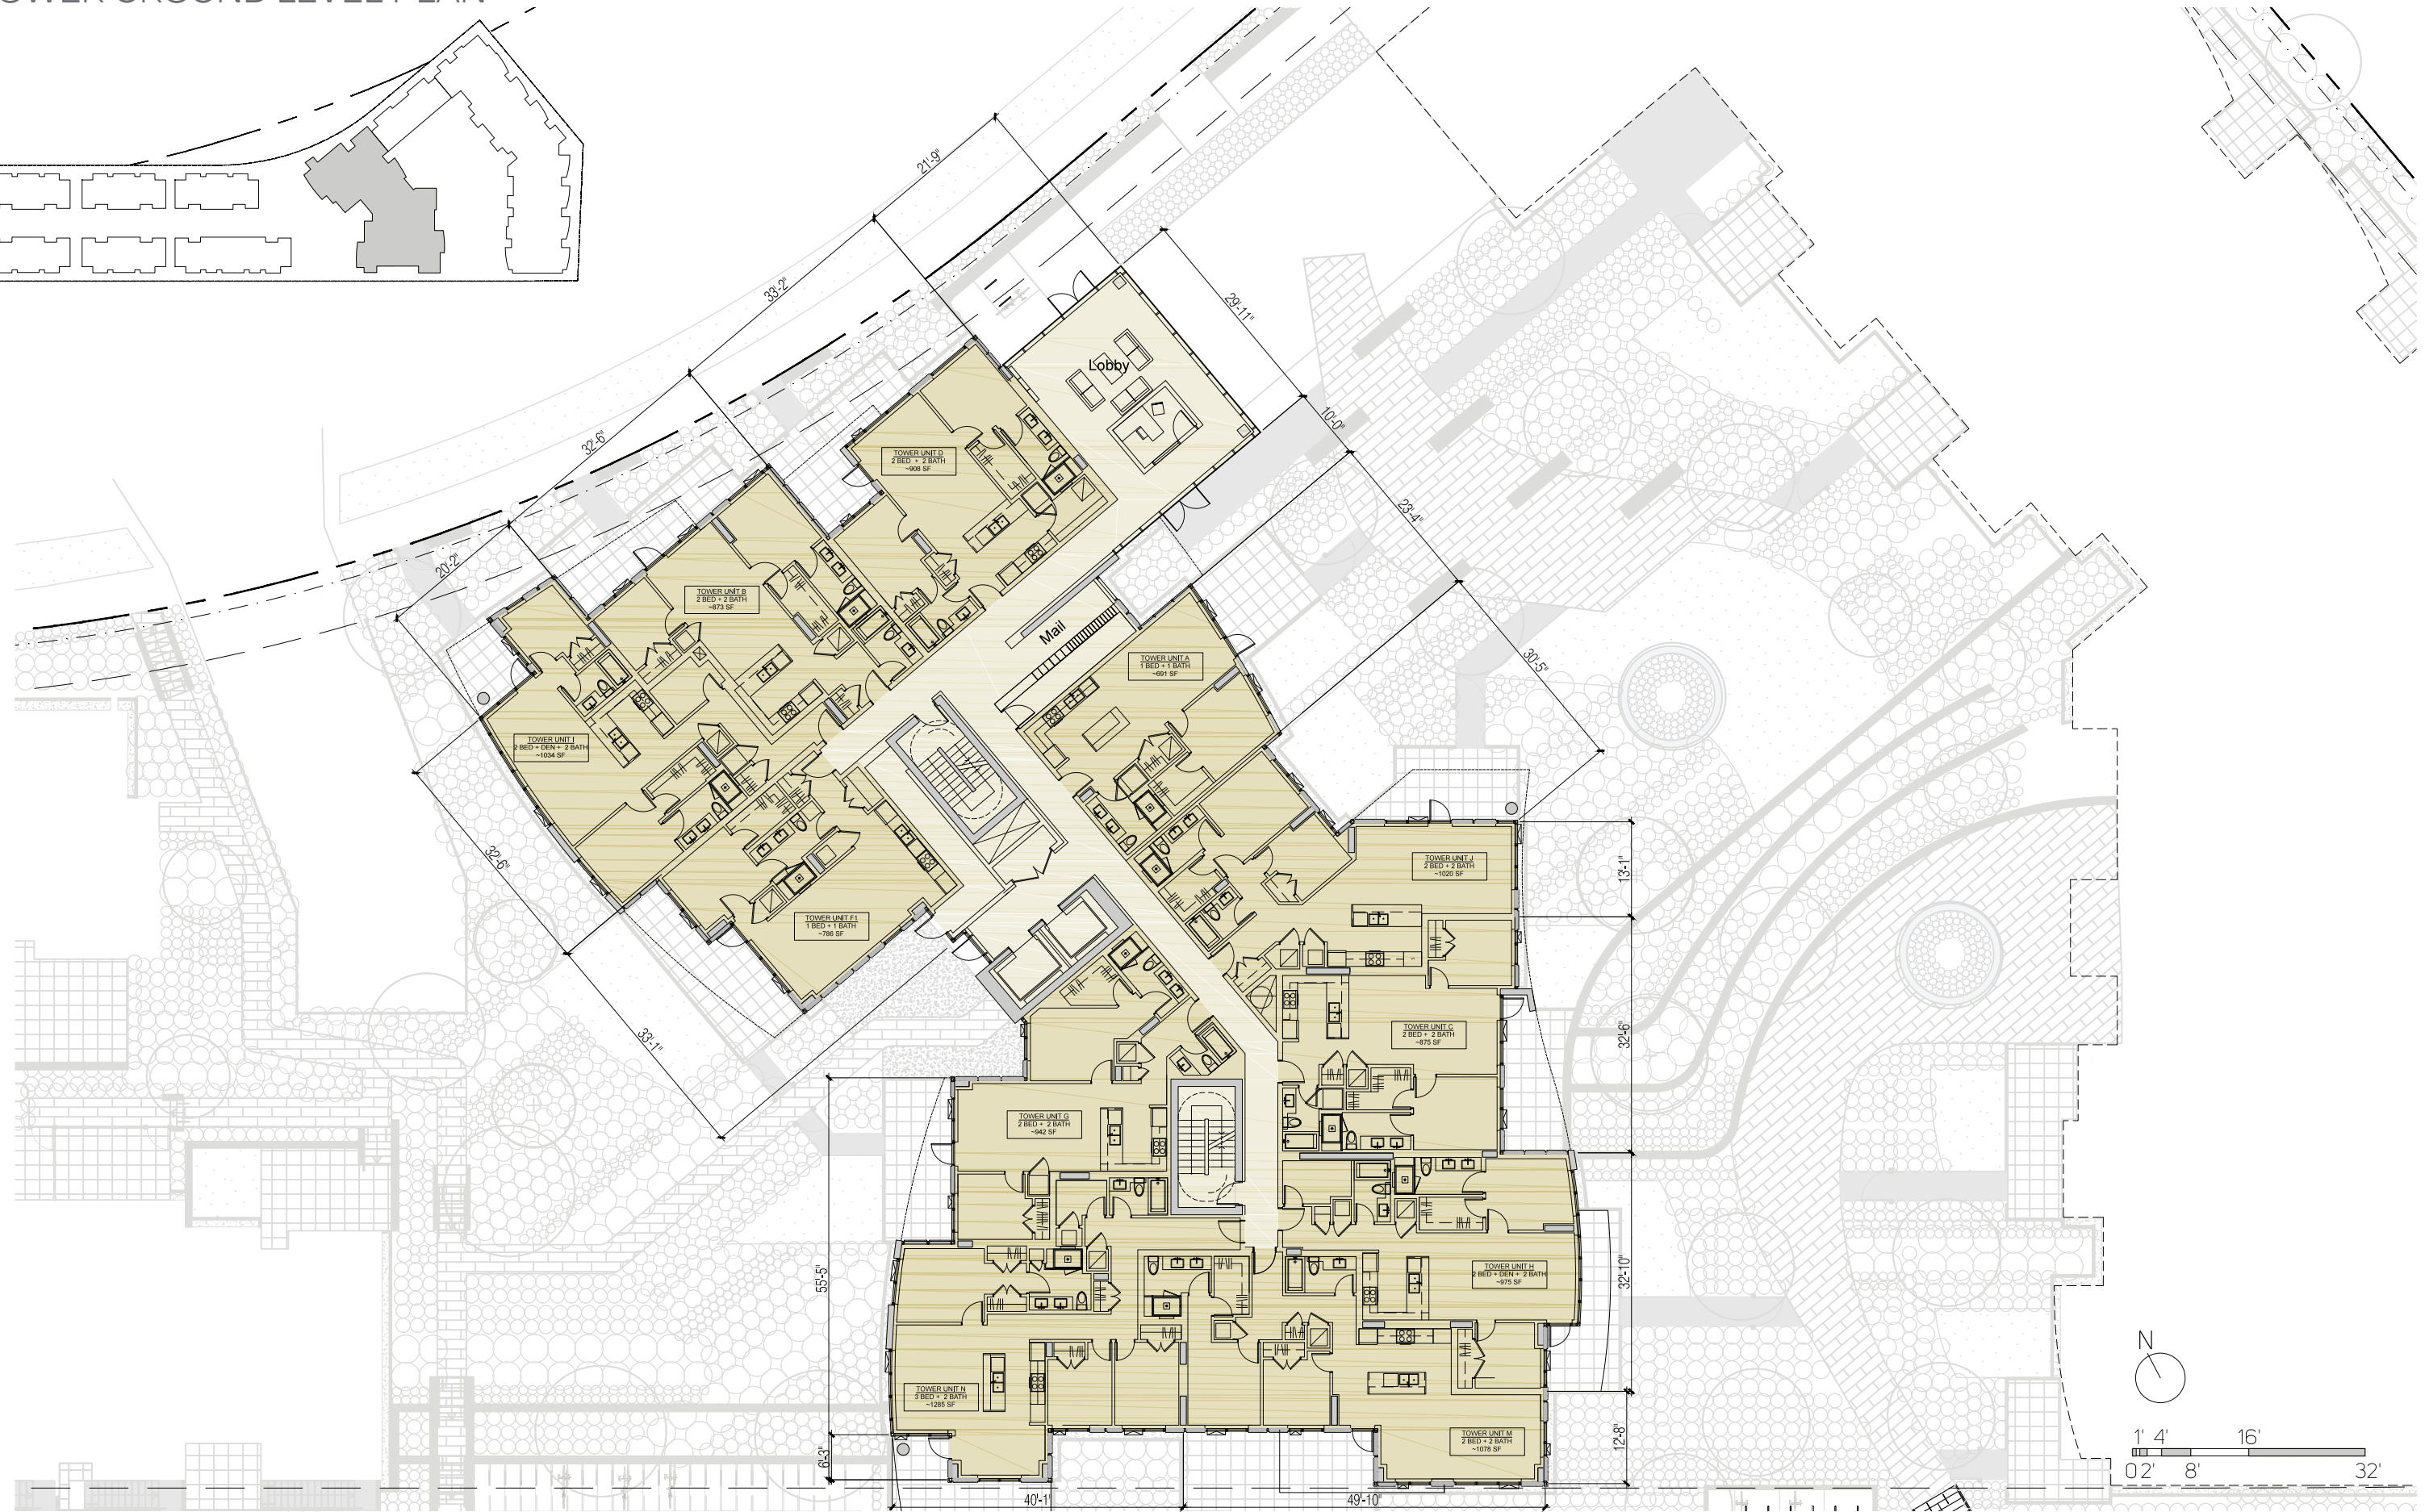 TOWER GROUND LEVEL PLAN
21'-9"
33'-2"
29'-11"
Lobby
10'-0"
32'-6"
TOWER UNIT D
2 BED + 2 BATH
~908 SF
23'-4"
20'-2"
TOWER UNIT B
2 BED + 2 BATH
~873 SF
Mail
TOWER UNIT A
1 BED + 1 BATH
~691 SF
30'-5"
TOWER UNIT I
2 BED + DEN + 2 BATH
~1034 SF
32'-6"
TOWER UNIT J
2 BED + 2 BATH
~1020 SF
13'-1"
TOWER UNIT F1
1 BED + 1 BATH
~786 SF
33'-1"
TOWER UNIT C
2 BED + 2 BATH
~875 SF
32'-6"
TOWER UNIT G
2 BED + 2 BATH
~942 SF
55'-5"
TOWER UNIT H
2 BED + DEN + 2 BATH
~975 SF
32'-10"
TOWER UNIT N
3 BED + 2 BATH
~1285 SF
TOWER UNIT M
2 BED + 2 BATH
~1078 SF
12'-8"
6'-3"
40'-1"
49'-10"
N
1' 4' 16'
0 2' 8' 32'